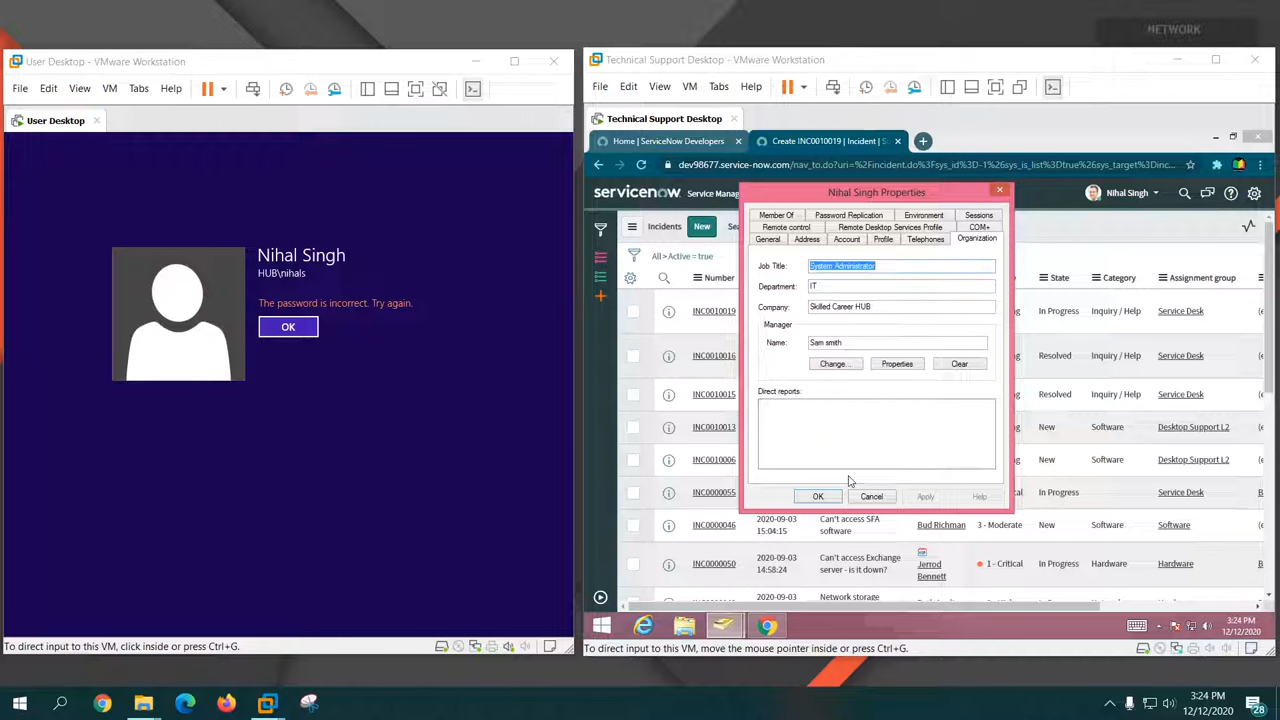 NETWORK
User Desktop - VMware Workstation
File Edit View VM Tabs Help
User Desktop
Nihal Singh
HUB\nihals
The password is incorrect. Try again.
OK
To direct input to this VM, click inside or press Ctrl+G.
Technical Support Desktop - VMware Workstation
File Edit View VM Tabs Help
Technical Support Desktop
Home | ServiceNow Developers
Create INC0010019 | Incident | S
dev98677.service-now.com/nav_to.do?uri=%2Fincident.do%3Fsys_id%3D-1%26sys_is_list%3Dtrue%26sys_target%3Dinc...
servicenow Service Mana
Nihal Singh
Incidents New Sea
All > Active = true
Number State Category Assignment group
INC0010019 In Progress Inquiry / Help Service Desk
INC0010016 Resolved Inquiry / Help Service Desk
INC0010015 Resolved Inquiry / Help Service Desk
INC0010013 New Software Desktop Support L2
INC0010006 New Software Desktop Support L2
INC0000055 In Progress Service Desk
INC0000046 2020-09-03 15:04:15 Can't access SFA software Bud Richman 3 - Moderate New Software Software
INC0000050 2020-09-03 14:58:24 Can't access Exchange server - is it down? Jerrod Bennett 1 - Critical In Progress Hardware Hardware
2020-09-03 Network storage
Nihal Singh Properties
Member Of Password Replication Environment Sessions
Remote control Remote Desktop Services Profile COM+
General Address Account Profile Telephones Organization
Job Title: System Administrator
Department: IT
Company: Skilled Career HUB
Manager
Name: Sam smith
Change... Properties Clear
Direct reports:
OK Cancel Apply Help
3:24 PM
12/12/2020
To direct input to this VM, move the mouse pointer inside or press Ctrl+G.
3:24 PM
12/12/2020
28